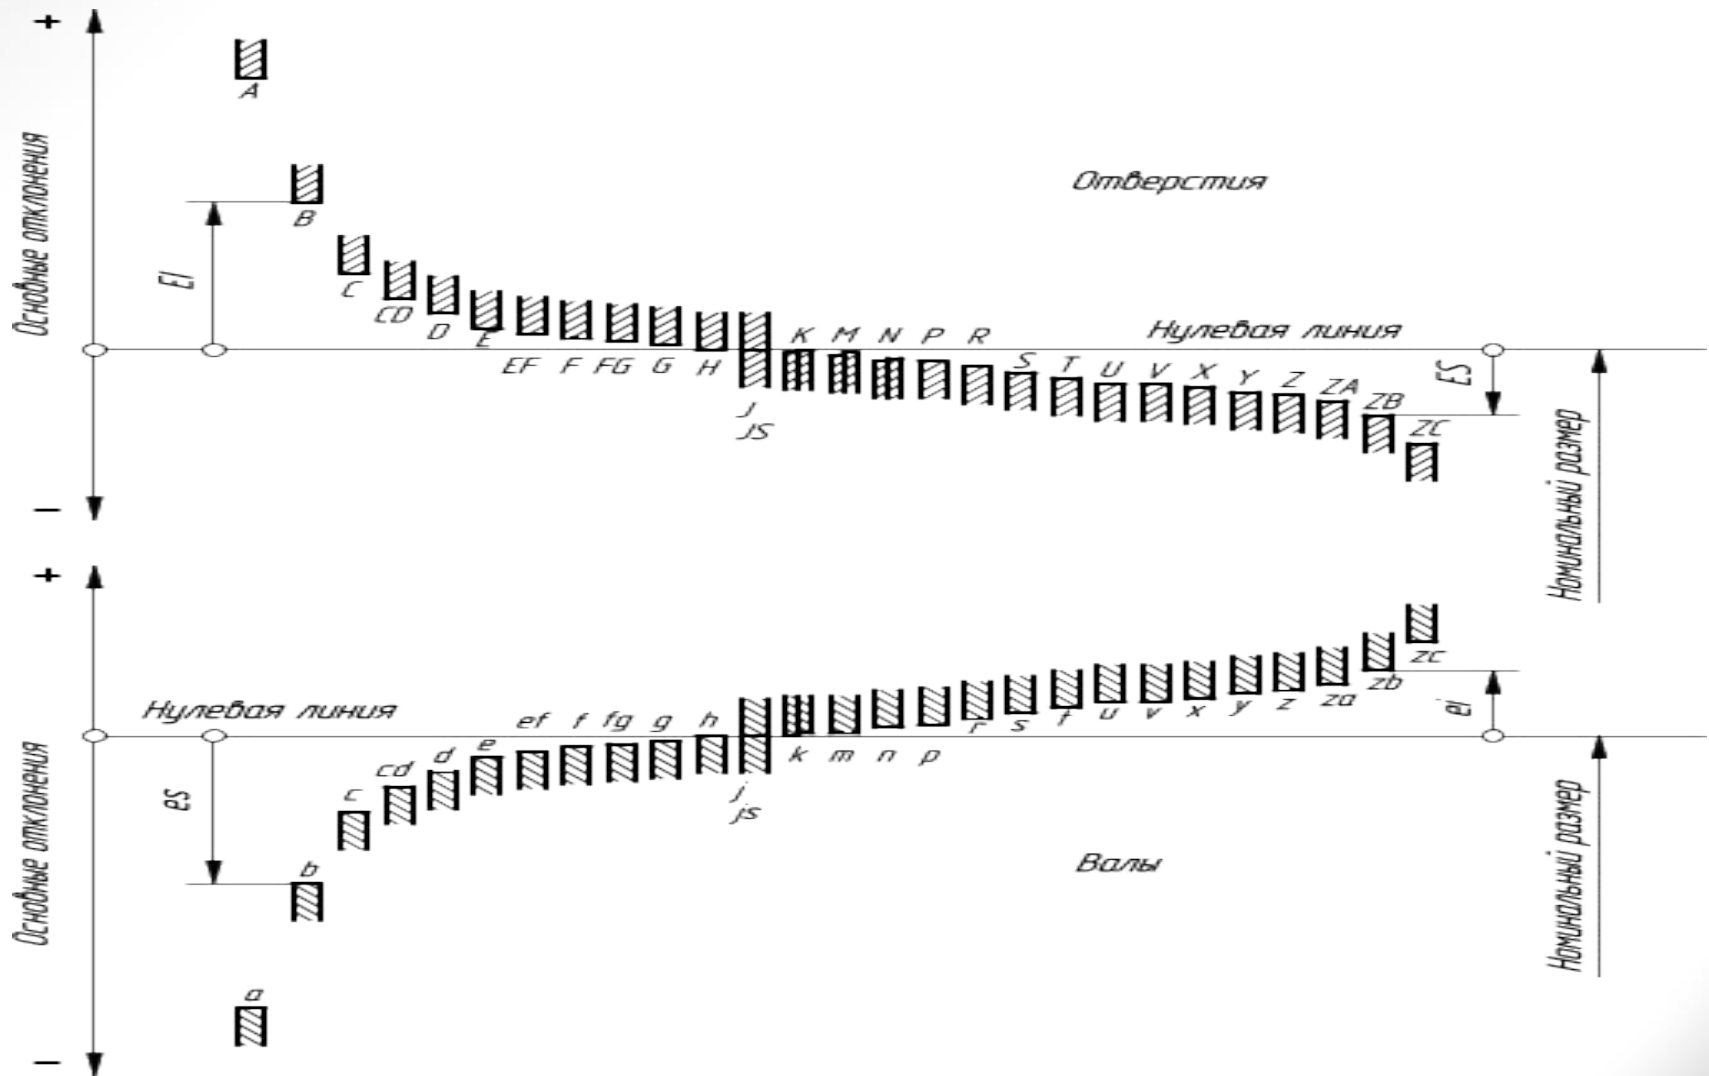 +
A
Основные отклонения
EI
B
C
CD
D
E
EF
F
FG
G
H
J
JS
K
M
N
P
R
S
T
U
V
X
Y
Z
ZA
ZB
ZC
Отверстия
Нулевая линия
ES
Номинальный размер
–
+
Нулевая линия
Основные отклонения
es
a
b
c
cd
d
e
ef
f
fg
g
h
j
js
k
m
n
p
r
s
t
u
v
x
y
z
za
zb
zc
ei
Валы
Номинальный размер
–